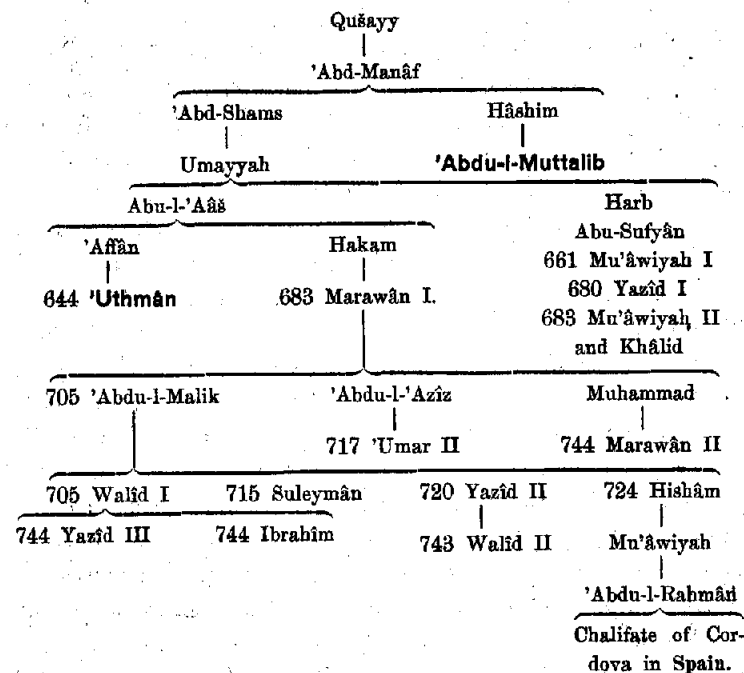 Qušayy
'Abd-Manâf
'Abd-Shams Hâshim
Umayyah 'Abdu-l-Muttalib
Abu-l-'Aâš Harb
Abu-Sufyân
'Affân Hakam 661 Mu'âwiyah I
680 Yazîd I
644 'Uthmân 683 Marawân I. 683 Mu'âwiyah II
and Khâlid
705 'Abdu-l-Malik 'Abdu-l-'Azîz Muhammad
717 'Umar II 744 Marawân II
705 Walîd I 715 Suleymân 720 Yazîd II 724 Hishâm
744 Yazîd III 744 Ibrahîm 743 Walîd II Mu'âwiyah
'Abdu-l-Rahmân
Chalifate of Cor-
dova in Spain.